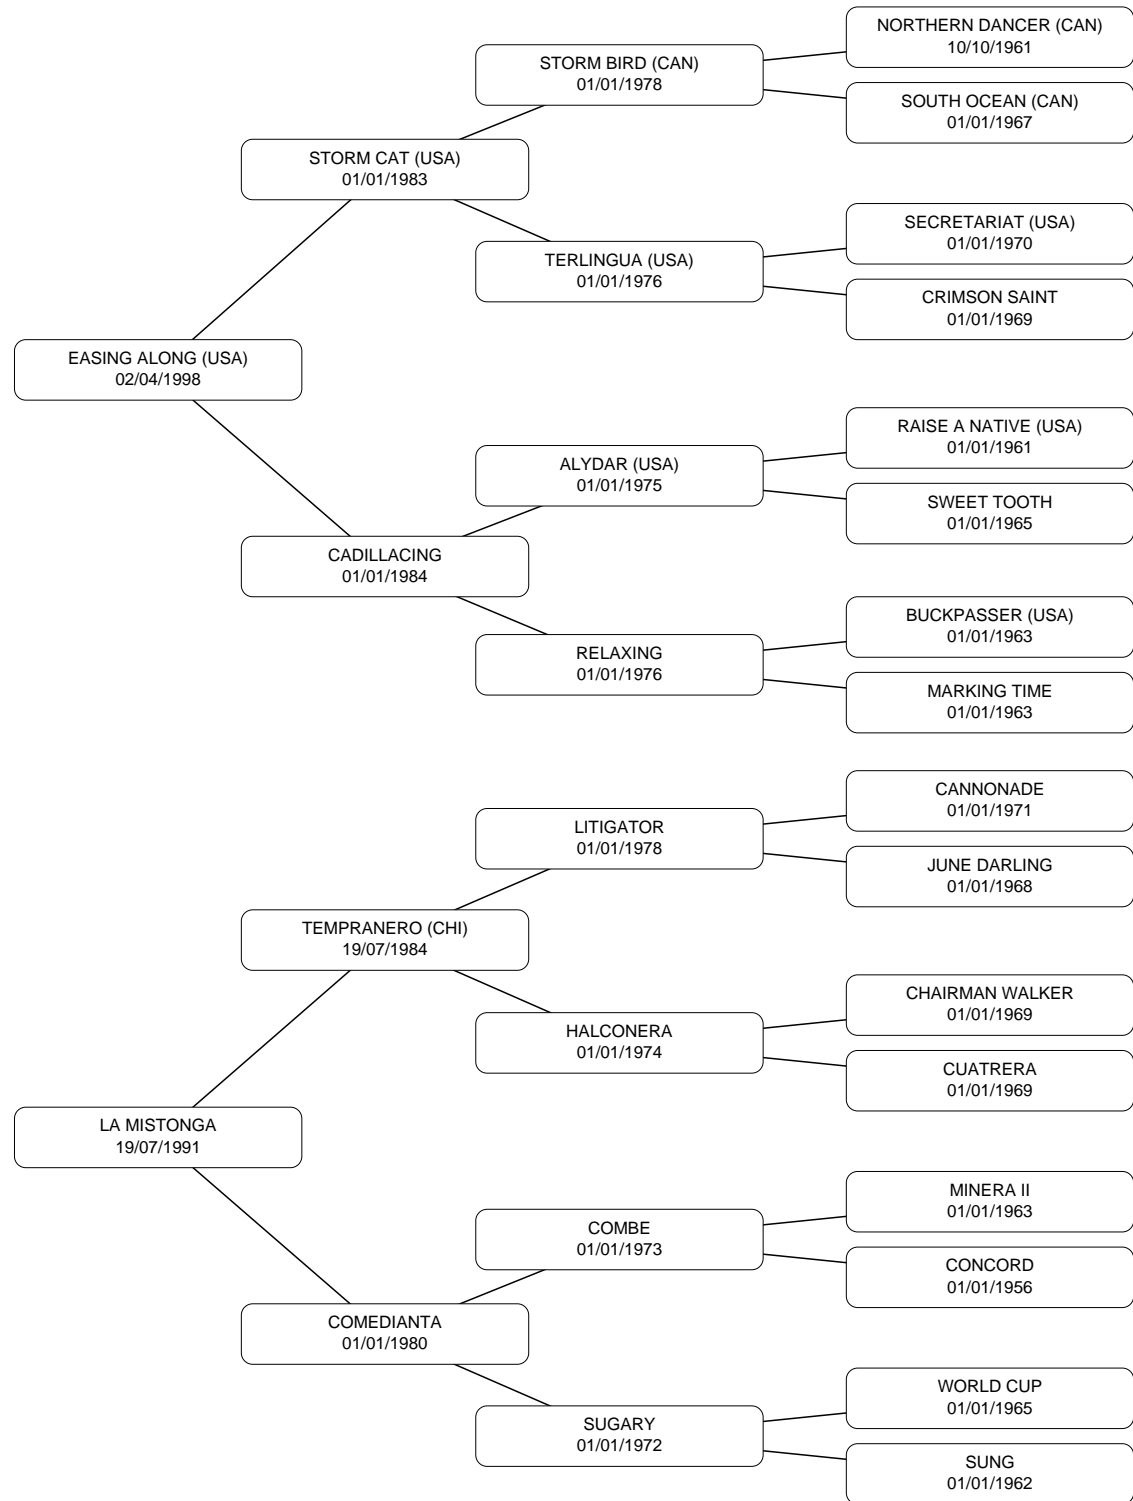 NORTHERN DANCER (CAN)
10/10/1961
STORM BIRD (CAN)
01/01/1978
SOUTH OCEAN (CAN)
01/01/1967
STORM CAT (USA)
01/01/1983
SECRETARIAT (USA)
01/01/1970
TERLINGUA (USA)
01/01/1976
CRIMSON SAINT
01/01/1969
EASING ALONG (USA)
02/04/1998
RAISE A NATIVE (USA)
01/01/1961
ALYDAR (USA)
01/01/1975
SWEET TOOTH
01/01/1965
CADILLACING
01/01/1984
BUCKPASSER (USA)
01/01/1963
RELAXING
01/01/1976
MARKING TIME
01/01/1963
CANNONADE
01/01/1971
LITIGATOR
01/01/1978
JUNE DARLING
01/01/1968
TEMPRANERO (CHI)
19/07/1984
CHAIRMAN WALKER
01/01/1969
HALCONERA
01/01/1974
CUATRERA
01/01/1969
LA MISTONGA
19/07/1991
MINERA II
01/01/1963
COMBE
01/01/1973
CONCORD
01/01/1956
COMEDIANTA
01/01/1980
WORLD CUP
01/01/1965
SUGARY
01/01/1972
SUNG
01/01/1962